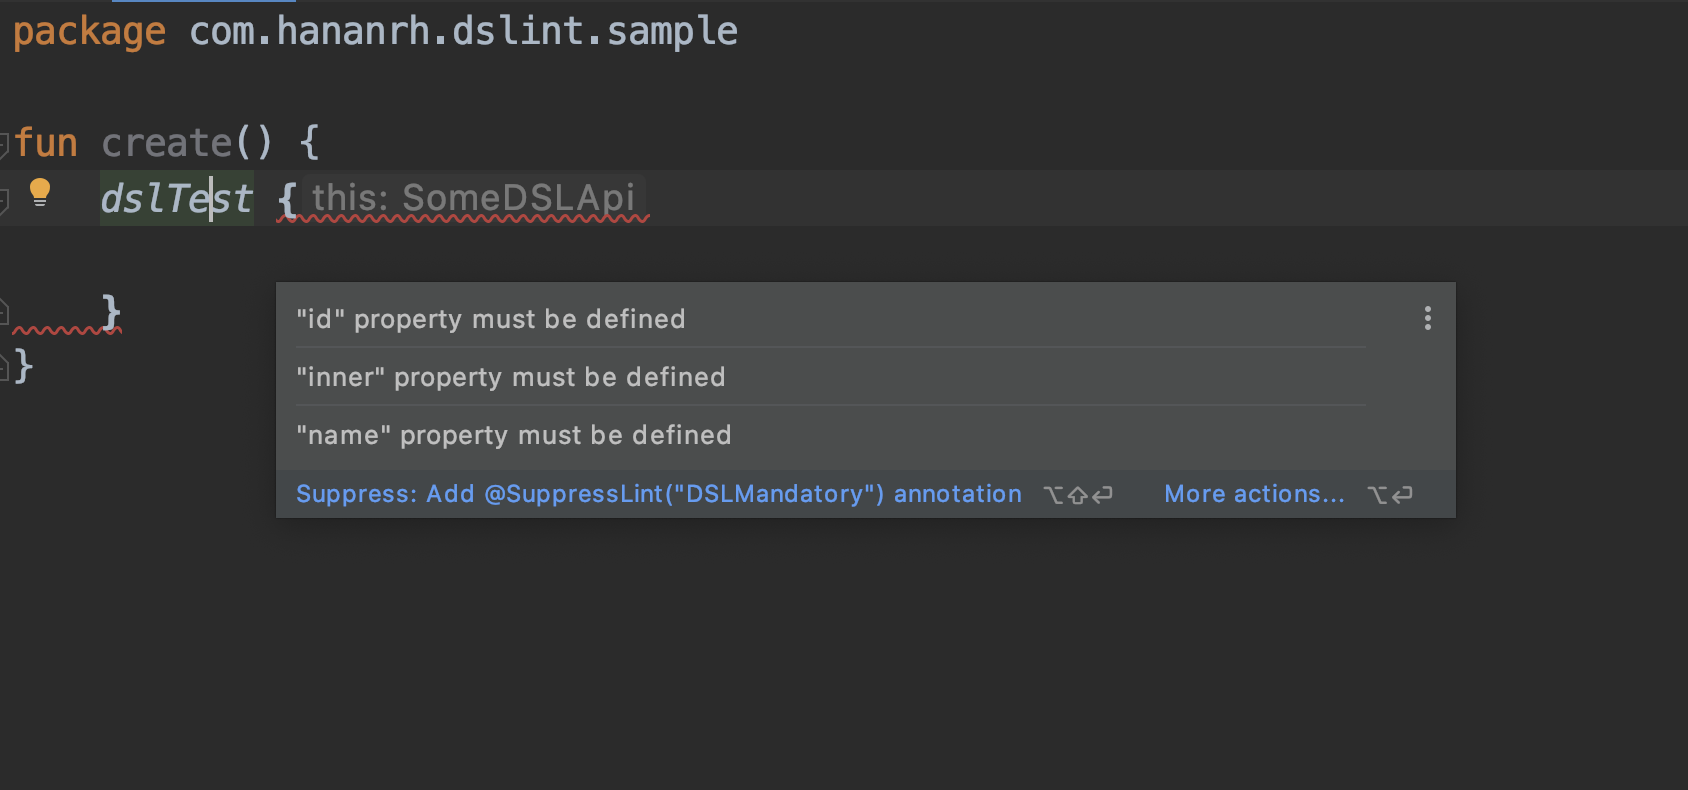 package com.hananrh.dslint.sample
fun create() {
dslTest { this: SomeDSLApi
}
}
"id" property must be defined
"inner" property must be defined
"name" property must be defined
Suppress: Add @SuppressLint("DSLMandatory") annotation ⌥⇧⏎ More actions... ⌥⏎